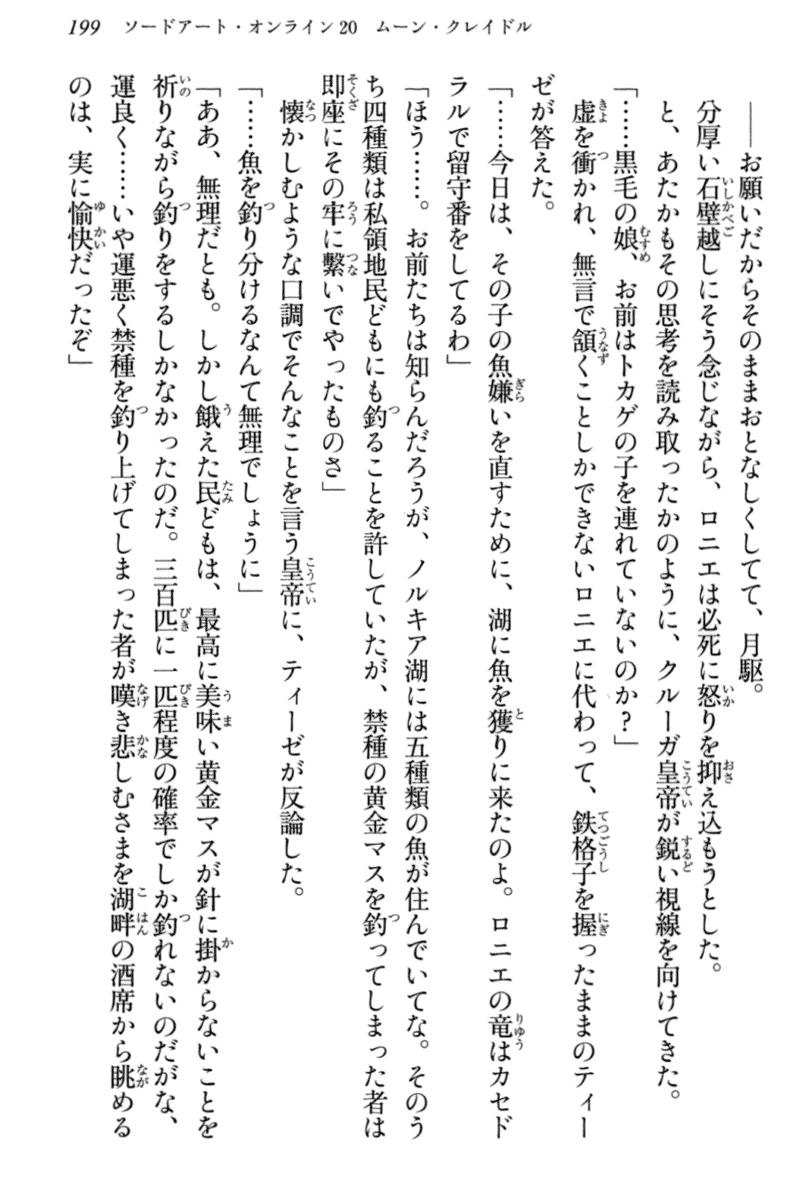 199　ソードアート・オンライン20　ムーン・クレイドル
――お願いだからそのままおとなしくしてて、月駆。
分厚い石壁越しにそう念じながら、ロニエは必死に怒りを抑え込もうとした。
と、あたかもその思考を読み取ったかのように、クルーガ皇帝が鋭い視線を向けてきた。
「……黒毛の娘、お前はトカゲの子を連れていないのか？」
虚を衝かれ、無言で頷くことしかできないロニエに代わって、鉄格子を握ったままのティー
ゼが答えた。
「……今日は、その子の魚嫌いを直すために、湖に魚を獲りに来たのよ。ロニエの竜はカセド
ラルで留守番をしてるわ」
「ほう……。お前たちは知らんだろうが、ノルキア湖には五種類の魚が住んでいてな。そのう
ち四種類は私領地民どもにも釣ることを許していたが、禁種の黄金マスを釣ってしまった者は
即座にその牢に繋いでやったものさ」
懐かしむような口調でそんなことを言う皇帝に、ティーゼが反論した。
「……魚を釣り分けるなんて無理でしょうに」
「ああ、無理だとも。しかし餓えた民どもは、最高に美味い黄金マスが針に掛からないことを
祈りながら釣りをするしかなかったのだ。三百匹に一匹程度の確率でしか釣れないのだがな、
運良く……いや運悪く禁種を釣り上げてしまった者が嘆き悲しむさまを湖畔の酒席から眺める
のは、実に愉快だったぞ」